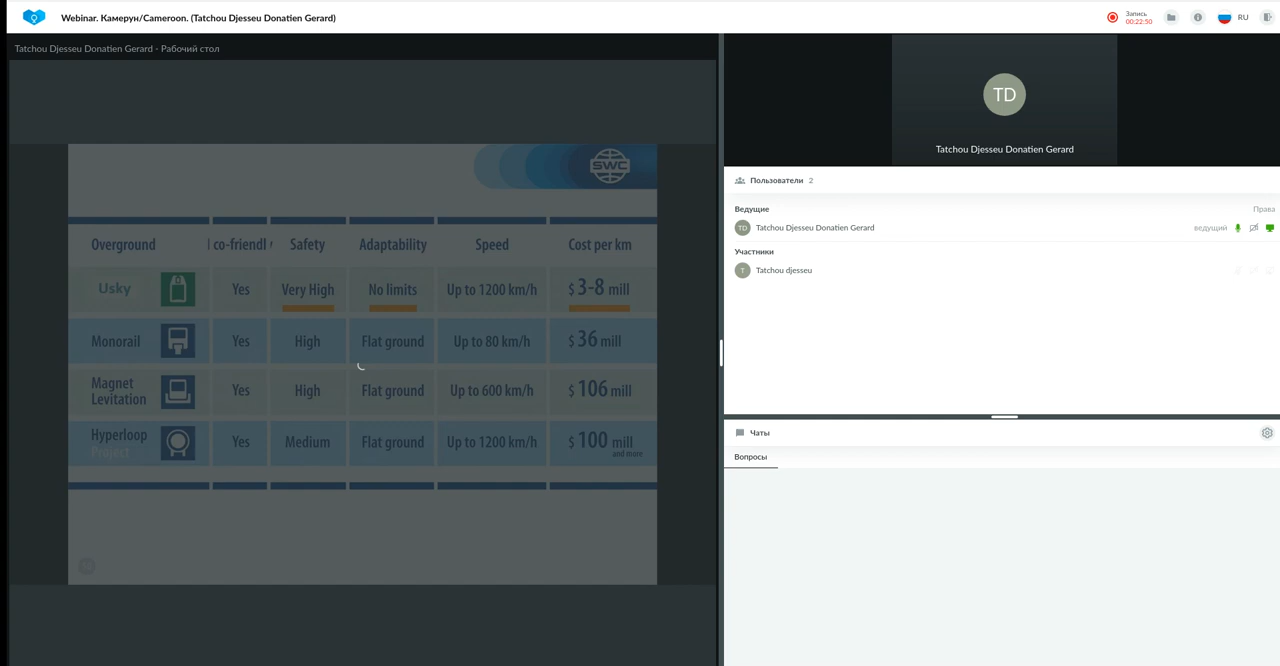 Webinar. Камерун/Cameroon. (Tatchou Djesseu Donatien Gerard)
Запись
00:22:50
RU
Tatchou Djesseu Donatien Gerard - Рабочий стол
SWC
Overground co-friendly Safety Adaptability Speed Cost per km
Usky Yes Very High No limits Up to 1200 km/h $ 3-8 mill
Monorail Yes High Flat ground Up to 80 km/h $ 36 mill
Magnet
Levitation Yes High Flat ground Up to 600 km/h $ 106 mill
Hyperloop
Project Yes Medium Flat ground Up to 1200 km/h $ 100 mill
and more
TD
Tatchou Djesseu Donatien Gerard
Пользователи 2
Ведущие Права
TD Tatchou Djesseu Donatien Gerard ведущий
Участники
T Tatchou djesseu
Чаты
Вопросы